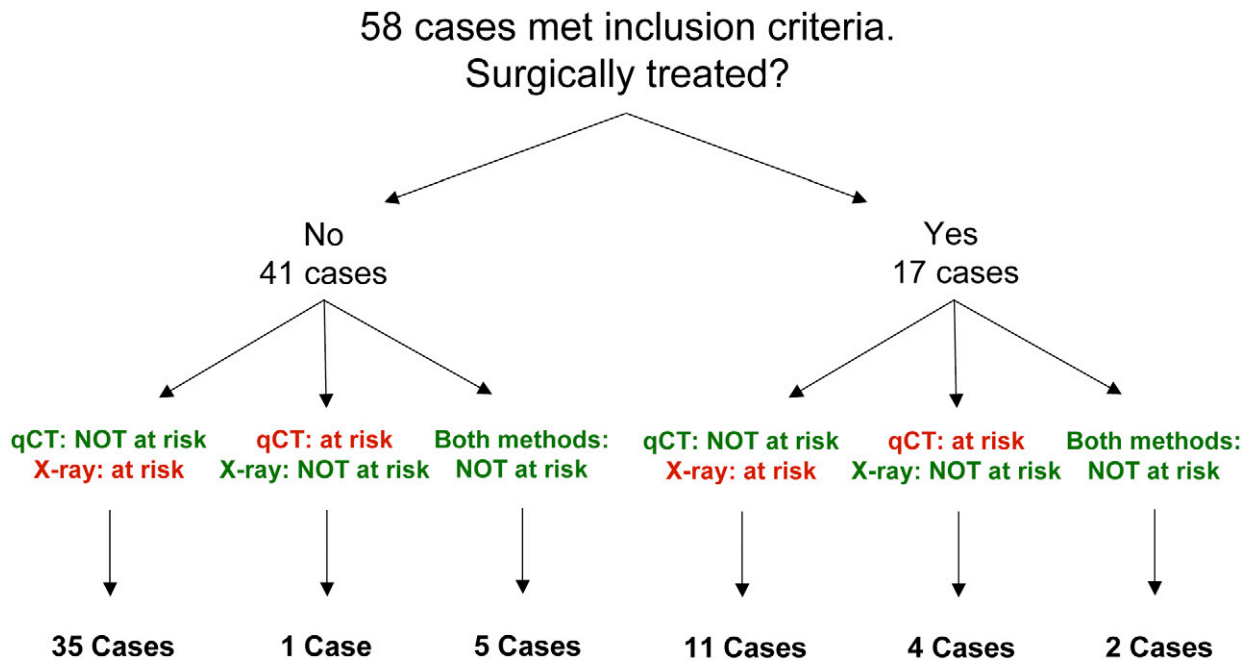 58 cases met inclusion criteria.
Surgically treated?
No
41 cases
Yes
17 cases
qCT: NOT at risk
X-ray: at risk
qCT: at risk
X-ray: NOT at risk
Both methods:
NOT at risk
qCT: NOT at risk
X-ray: at risk
qCT: at risk
X-ray: NOT at risk
Both methods:
NOT at risk
35 Cases
1 Case
5 Cases
11 Cases
4 Cases
2 Cases